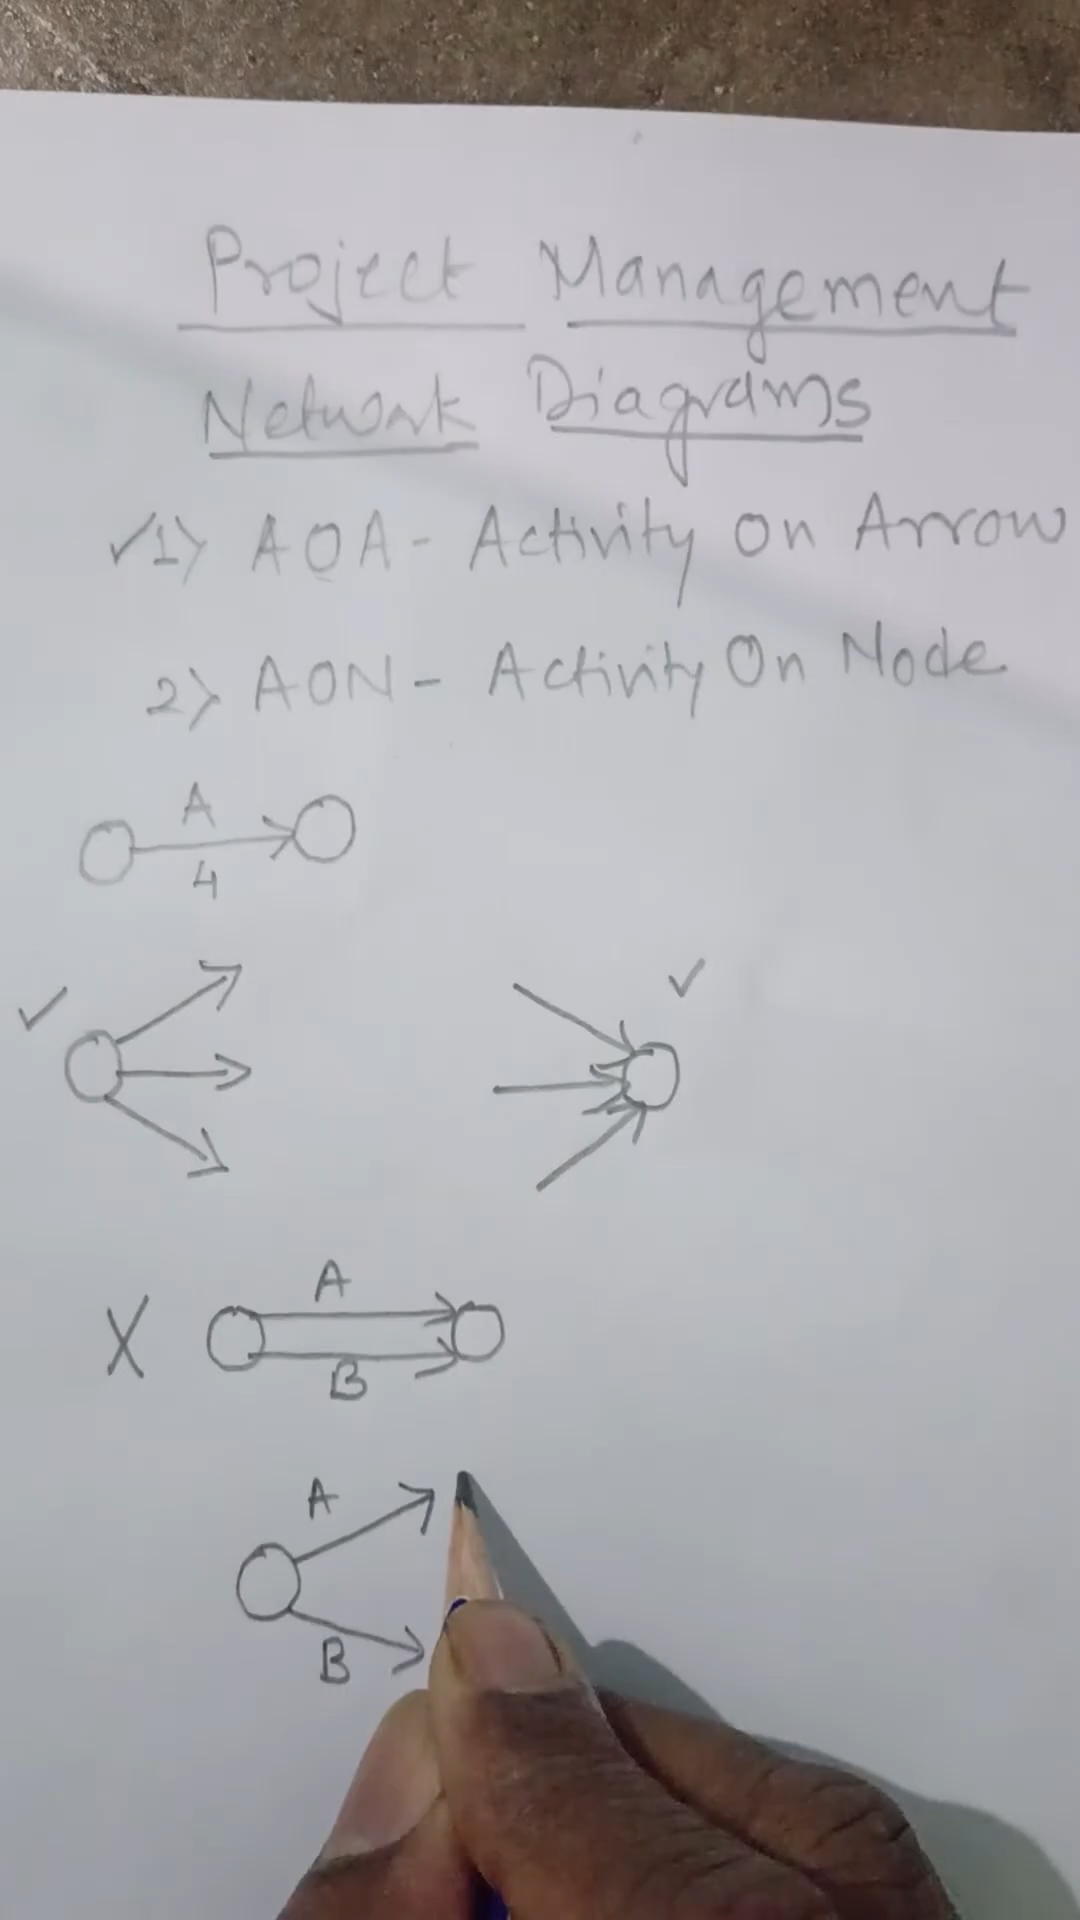 Project Management
Network Diagrams
✓1) AOA - Activity On Arrow
2) AON - Activity On Node
A
4
✓ ✓
A
X
B
A
B